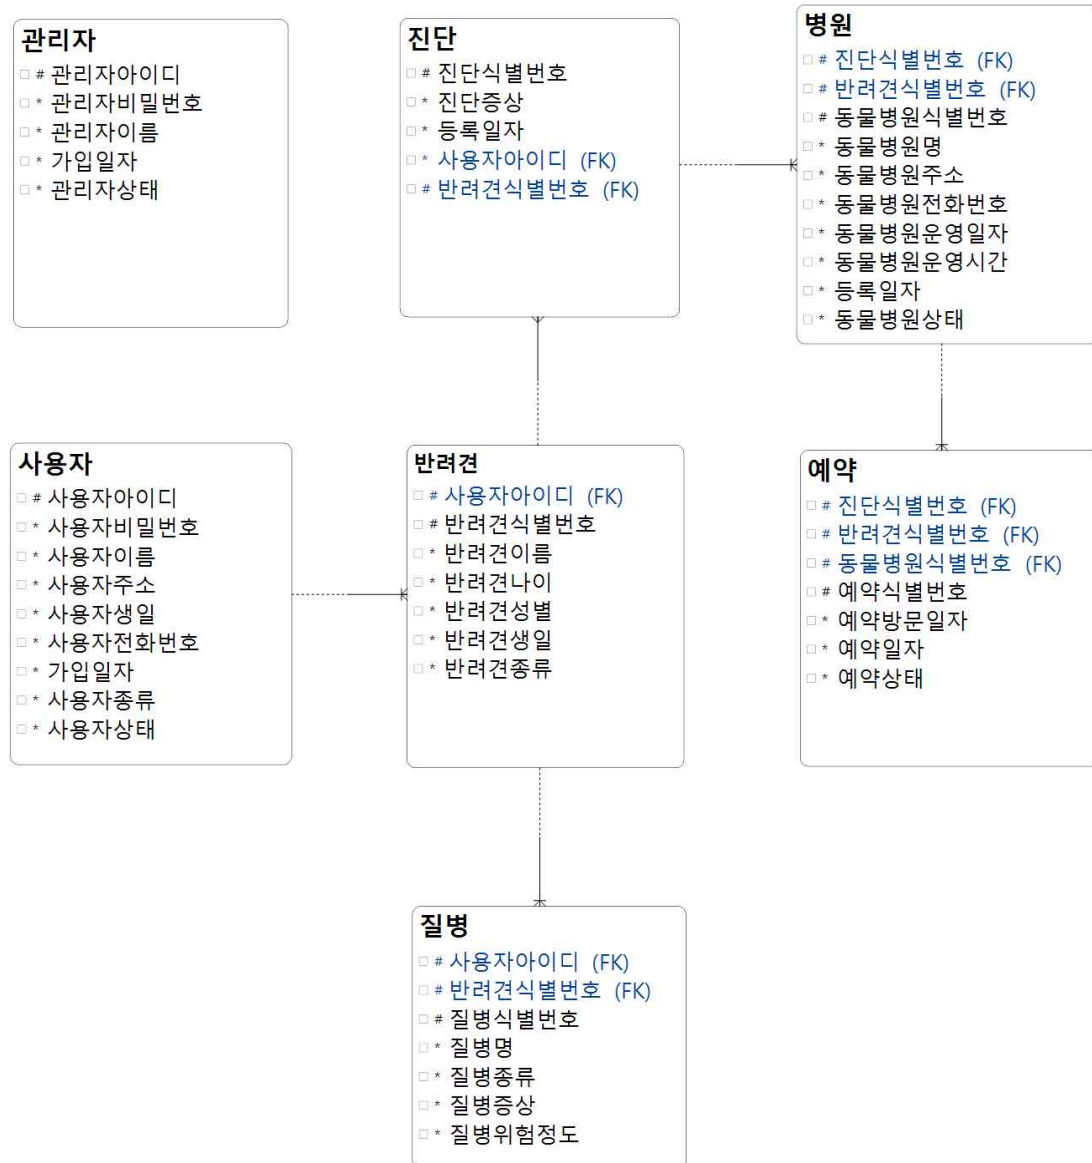 관리자
# 관리자아이디
* 관리자비밀번호
* 관리자이름
* 가입일자
* 관리자상태
진단
# 진단식별번호
* 진단증상
* 등록일자
* 사용자아이디 (FK)
# 반려견식별번호 (FK)
병원
# 진단식별번호 (FK)
# 반려견식별번호 (FK)
# 동물병원식별번호
* 동물병원명
* 동물병원주소
* 동물병원전화번호
* 동물병원운영일자
* 동물병원운영시간
* 등록일자
* 동물병원상태
사용자
# 사용자아이디
* 사용자비밀번호
* 사용자이름
* 사용자주소
* 사용자생일
* 사용자전화번호
* 가입일자
* 사용자종류
* 사용자상태
반려견
# 사용자아이디 (FK)
# 반려견식별번호
* 반려견이름
* 반려견나이
* 반려견성별
* 반려견생일
* 반려견종류
예약
# 진단식별번호 (FK)
# 반려견식별번호 (FK)
# 동물병원식별번호 (FK)
# 예약식별번호
* 예약방문일자
* 예약일자
* 예약상태
질병
# 사용자아이디 (FK)
# 반려견식별번호 (FK)
# 질병식별번호
* 질병명
* 질병종류
* 질병증상
* 질병위험정도